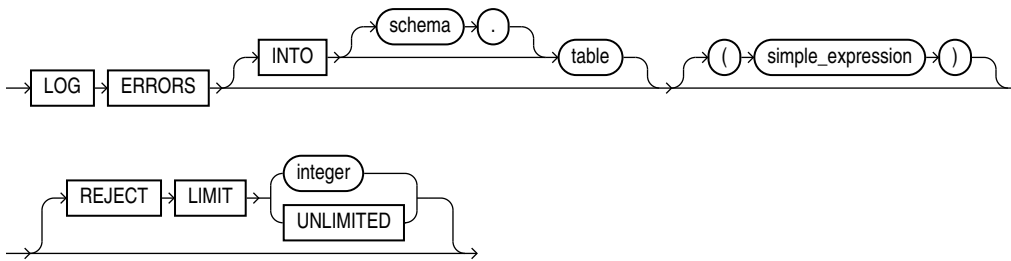 schema .
INTO table ( simple_expression )
LOG ERRORS
integer
REJECT LIMIT
UNLIMITED